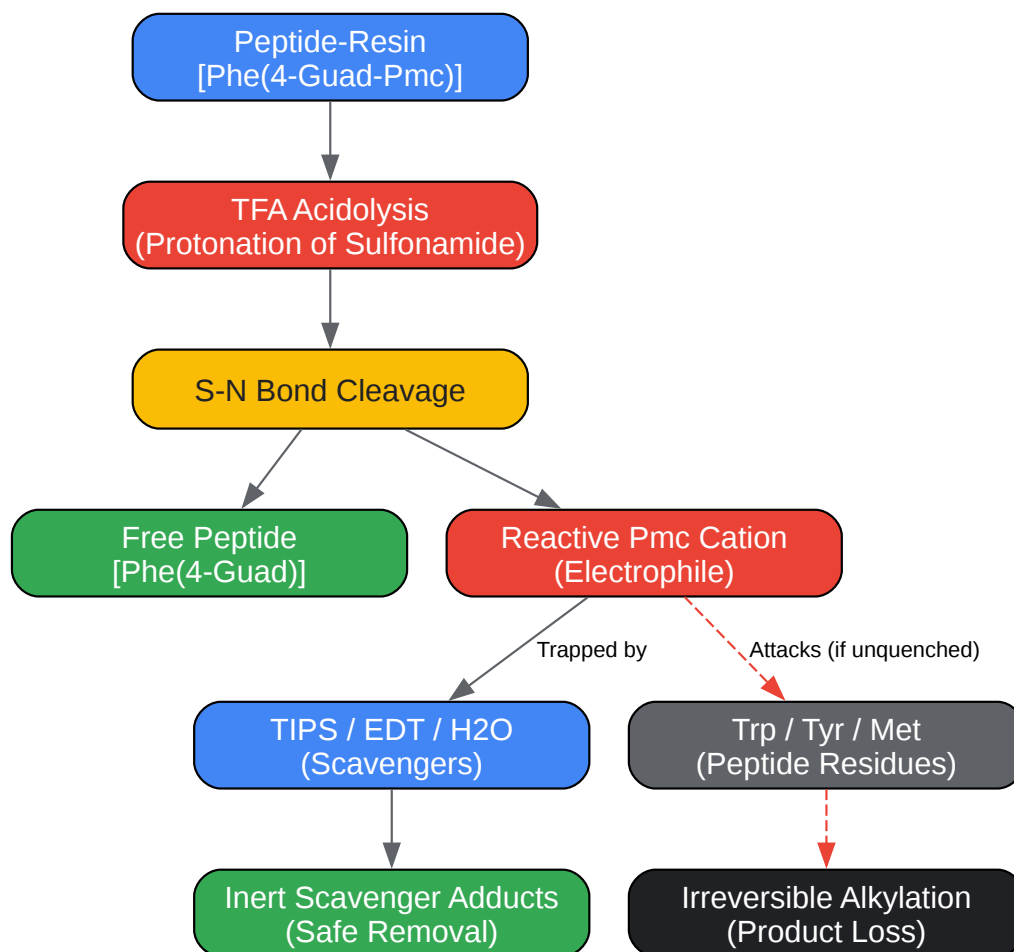 Peptide-Resin
[Phe(4-Guad-Pmc)]
TFA Acidolysis
(Protonation of Sulfonamide)
S-N Bond Cleavage
Free Peptide
[Phe(4-Guad)]
Reactive Pmc Cation
(Electrophile)
Trapped by
Attacks (if unquenched)
TIPS / EDT / H2O
(Scavengers)
Trp / Tyr / Met
(Peptide Residues)
Inert Scavenger Adducts
(Safe Removal)
Irreversible Alkylation
(Product Loss)